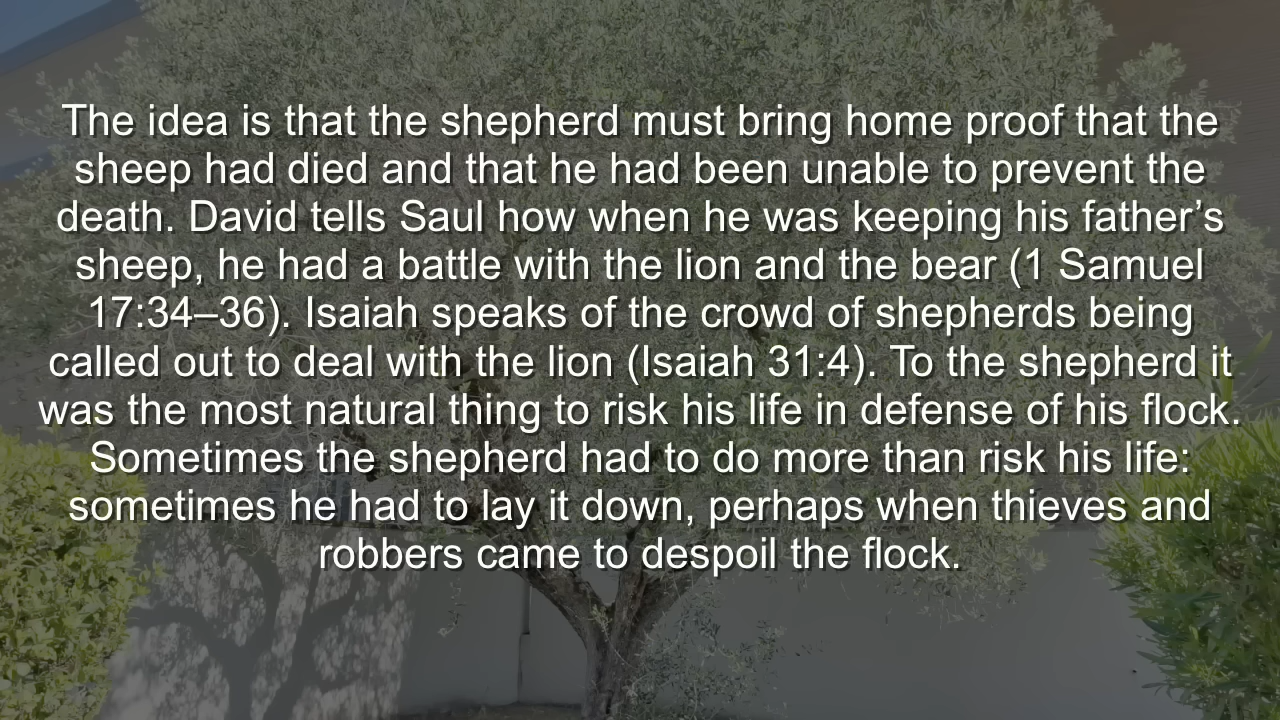 The idea is that the shepherd must bring home proof that the
sheep had died and that he had been unable to prevent the
death. David tells Saul how when he was keeping his father’s
sheep, he had a battle with the lion and the bear (1 Samuel
17:34–36). Isaiah speaks of the crowd of shepherds being
called out to deal with the lion (Isaiah 31:4). To the shepherd it
was the most natural thing to risk his life in defense of his flock.
Sometimes the shepherd had to do more than risk his life:
sometimes he had to lay it down, perhaps when thieves and
robbers came to despoil the flock.